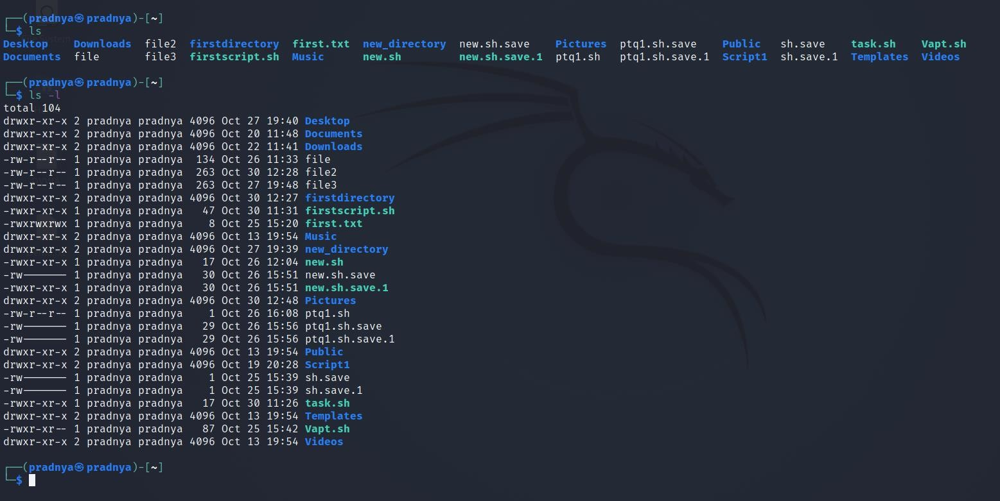 ┌──(pradnya㉿pradnya)-[~]
└─$ ls
Desktop    Downloads  file2  firstdirectory  first.txt  new_directory  new.sh.save    Pictures  ptq1.sh.save    Public   sh.save    task.sh    Vapt.sh
Documents  file       file3  firstscript.sh  Music      new.sh         new.sh.save.1  ptq1.sh   ptq1.sh.save.1  Script1  sh.save.1  Templates  Videos
┌──(pradnya㉿pradnya)-[~]
└─$ ls -l
total 104
drwxr-xr-x 2 pradnya pradnya 4096 Oct 27 19:40 Desktop
drwxr-xr-x 2 pradnya pradnya 4096 Oct 20 11:48 Documents
drwxr-xr-x 2 pradnya pradnya 4096 Oct 22 11:41 Downloads
-rw-r--r-- 1 pradnya pradnya  134 Oct 26 11:33 file
-rw-r--r-- 1 pradnya pradnya  263 Oct 30 12:28 file2
-rw-r--r-- 1 pradnya pradnya  263 Oct 27 19:48 file3
drwxr-xr-x 2 pradnya pradnya 4096 Oct 30 12:27 firstdirectory
-rwxr-xr-x 1 pradnya pradnya   47 Oct 30 11:31 firstscript.sh
-rwxrwxrwx 1 pradnya pradnya    8 Oct 25 15:20 first.txt
drwxr-xr-x 2 pradnya pradnya 4096 Oct 13 19:54 Music
drwxr-xr-x 2 pradnya pradnya 4096 Oct 27 19:39 new_directory
-rwxr-xr-x 1 pradnya pradnya   17 Oct 26 12:04 new.sh
-rw------- 1 pradnya pradnya   30 Oct 26 15:51 new.sh.save
-rwxr-xr-x 1 pradnya pradnya   30 Oct 26 15:51 new.sh.save.1
drwxr-xr-x 2 pradnya pradnya 4096 Oct 30 12:48 Pictures
-rw-r--r-- 1 pradnya pradnya    1 Oct 26 16:08 ptq1.sh
-rw------- 1 pradnya pradnya   29 Oct 26 15:56 ptq1.sh.save
-rw------- 1 pradnya pradnya   29 Oct 26 15:56 ptq1.sh.save.1
drwxr-xr-x 2 pradnya pradnya 4096 Oct 13 19:54 Public
drwxr-xr-x 2 pradnya pradnya 4096 Oct 19 20:28 Script1
-rw------- 1 pradnya pradnya    1 Oct 25 15:39 sh.save
-rw------- 1 pradnya pradnya    1 Oct 25 15:39 sh.save.1
-rwxr-xr-x 1 pradnya pradnya   17 Oct 30 11:26 task.sh
drwxr-xr-x 2 pradnya pradnya 4096 Oct 13 19:54 Templates
-rwxr-xr-- 1 pradnya pradnya   87 Oct 25 15:42 Vapt.sh
drwxr-xr-x 2 pradnya pradnya 4096 Oct 13 19:54 Videos
┌──(pradnya㉿pradnya)-[~]
└─$